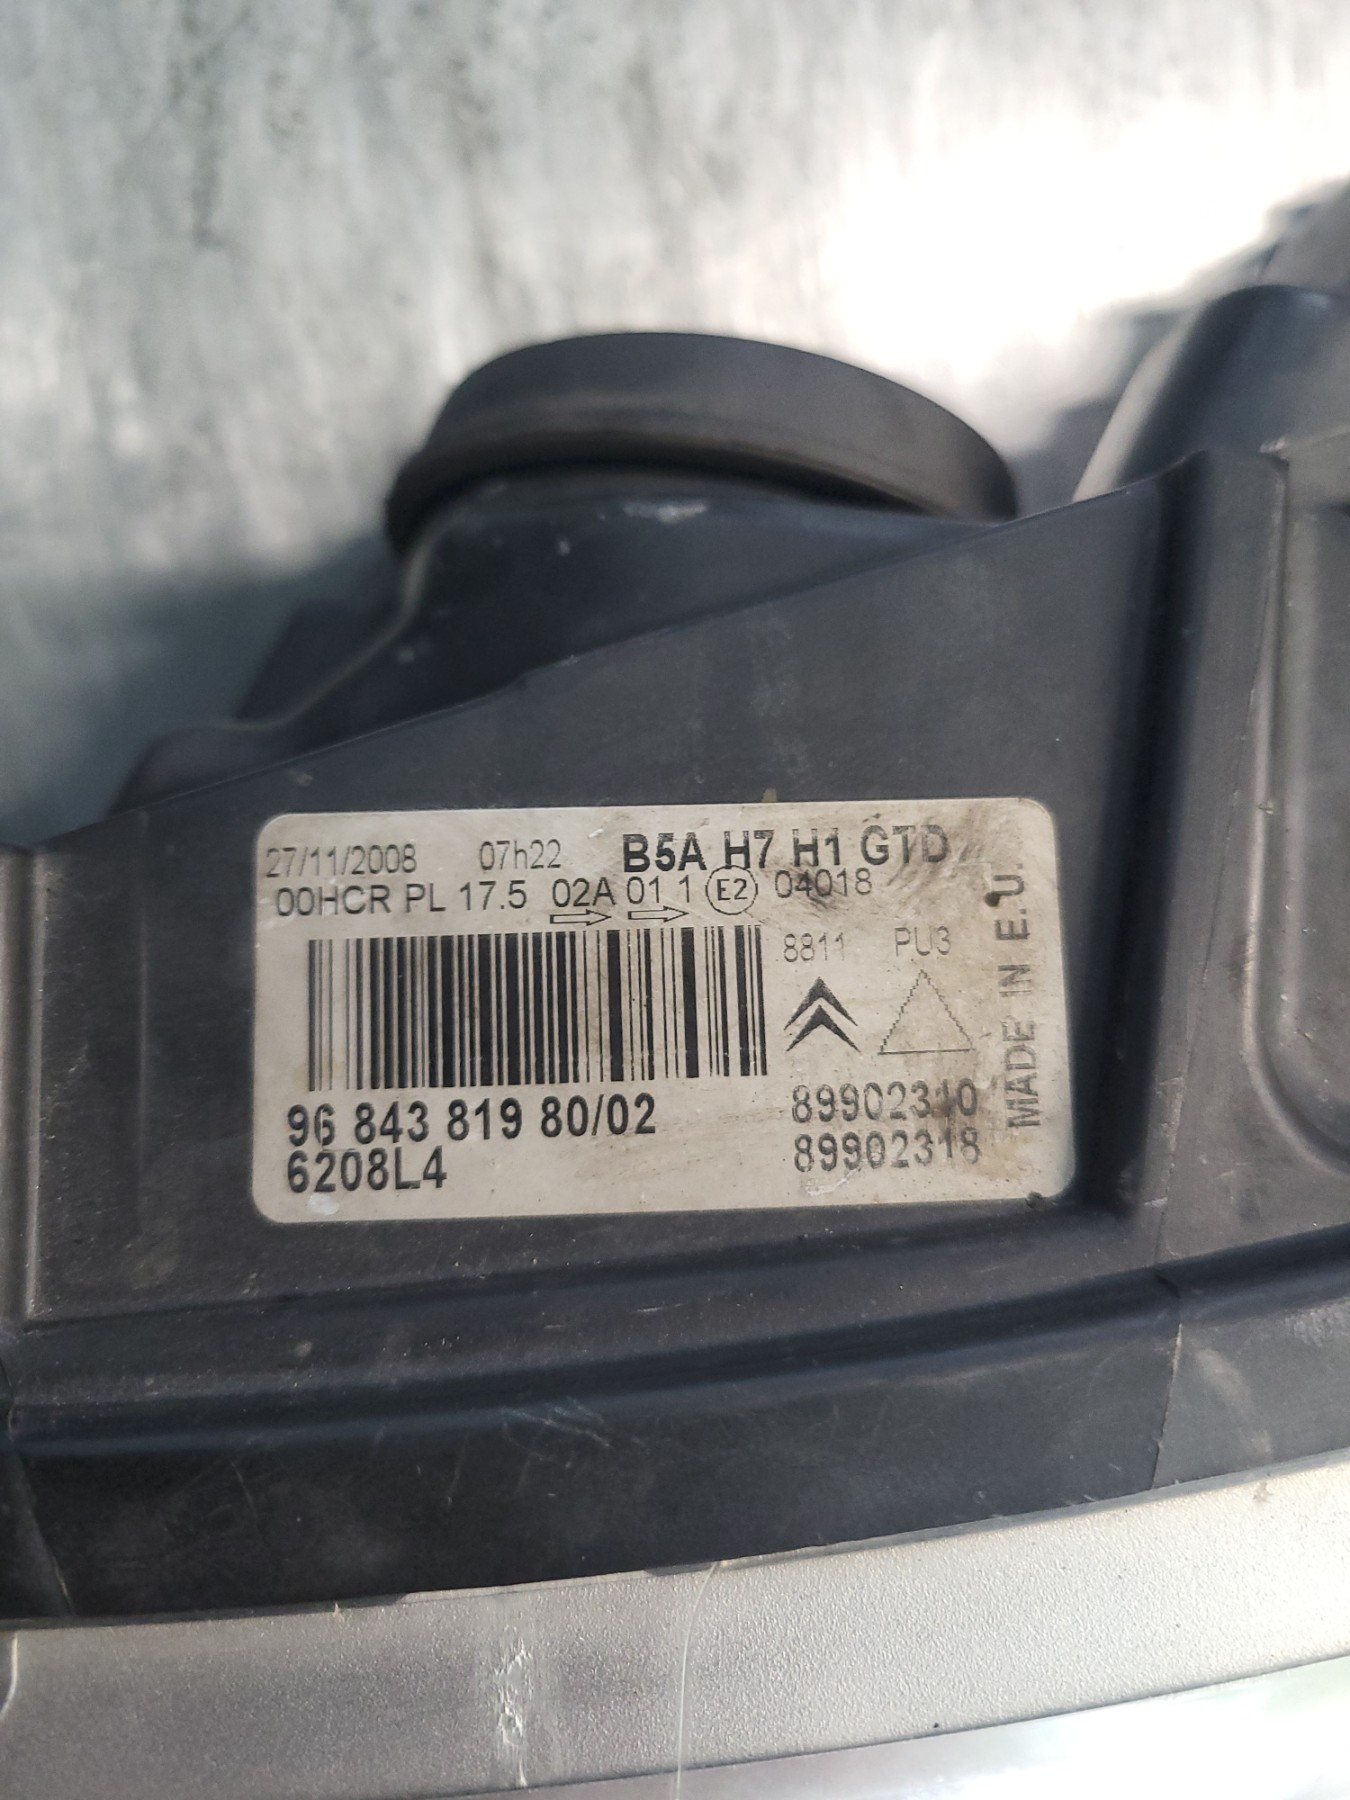 27/11/2008 07h22 B5A H7 H1 GTD
00HCR PL 17.5 02A 01 1 E2 04018
8811 PU3
MADE IN E.U.
96 843 819 80/02
6208L4
89902310
89902318